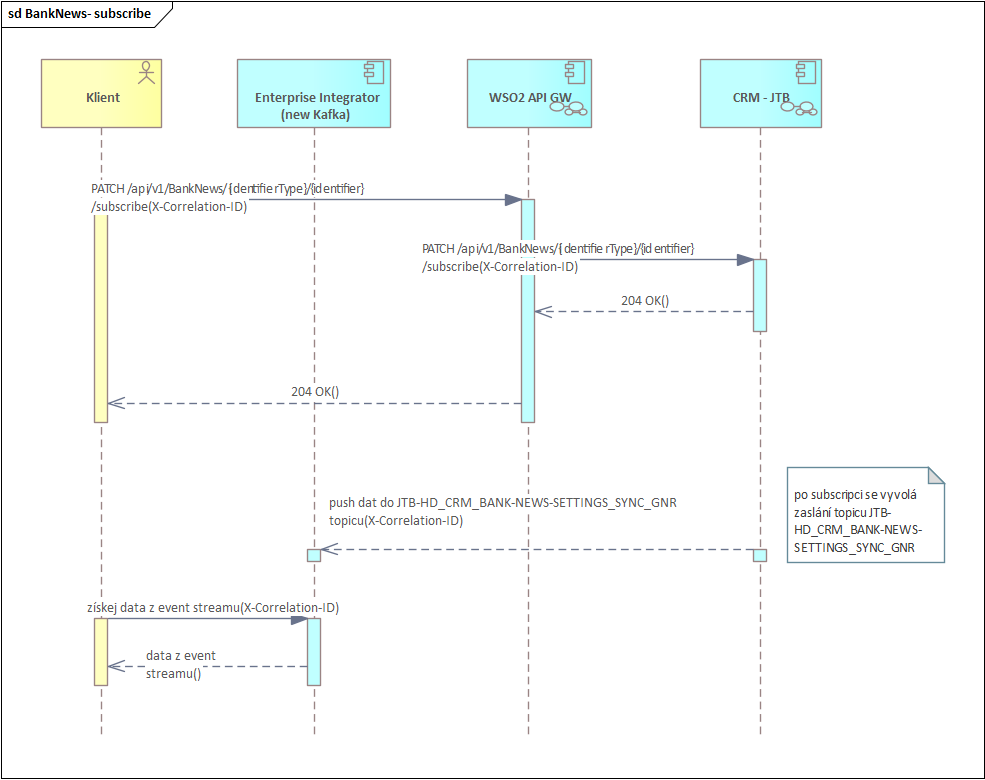 sd BankNews- subscribe
Klient
Enterprise Integrator
(new Kafka)
WSO2 API GW
CRM - JTB
PATCH /api/v1/BankNews/{identifierType}/{identifier}
/subscribe(X-Correlation-ID)
PATCH /api/v1/BankNews/{identifierType}/{identifier}
/subscribe(X-Correlation-ID)
204 OK()
204 OK()
push dat do JTB-HD_CRM_BANK-NEWS-SETTINGS_SYNC_GNR
topicu(X-Correlation-ID)
po subscripci se vyvolá
zaslání topicu JTB-
HD_CRM_BANK-NEWS-
SETTINGS_SYNC_GNR
získej data z event streamu(X-Correlation-ID)
data z event
streamu()